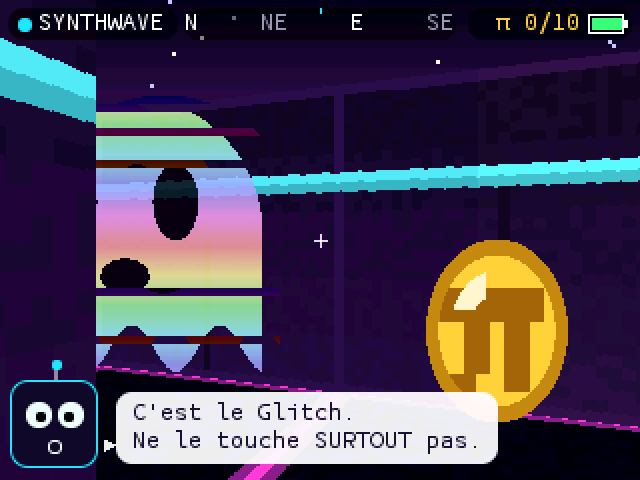 SYNTHWAVE N NE E SE π 0/10
π
C'est le Glitch.
Ne le touche SURTOUT pas.